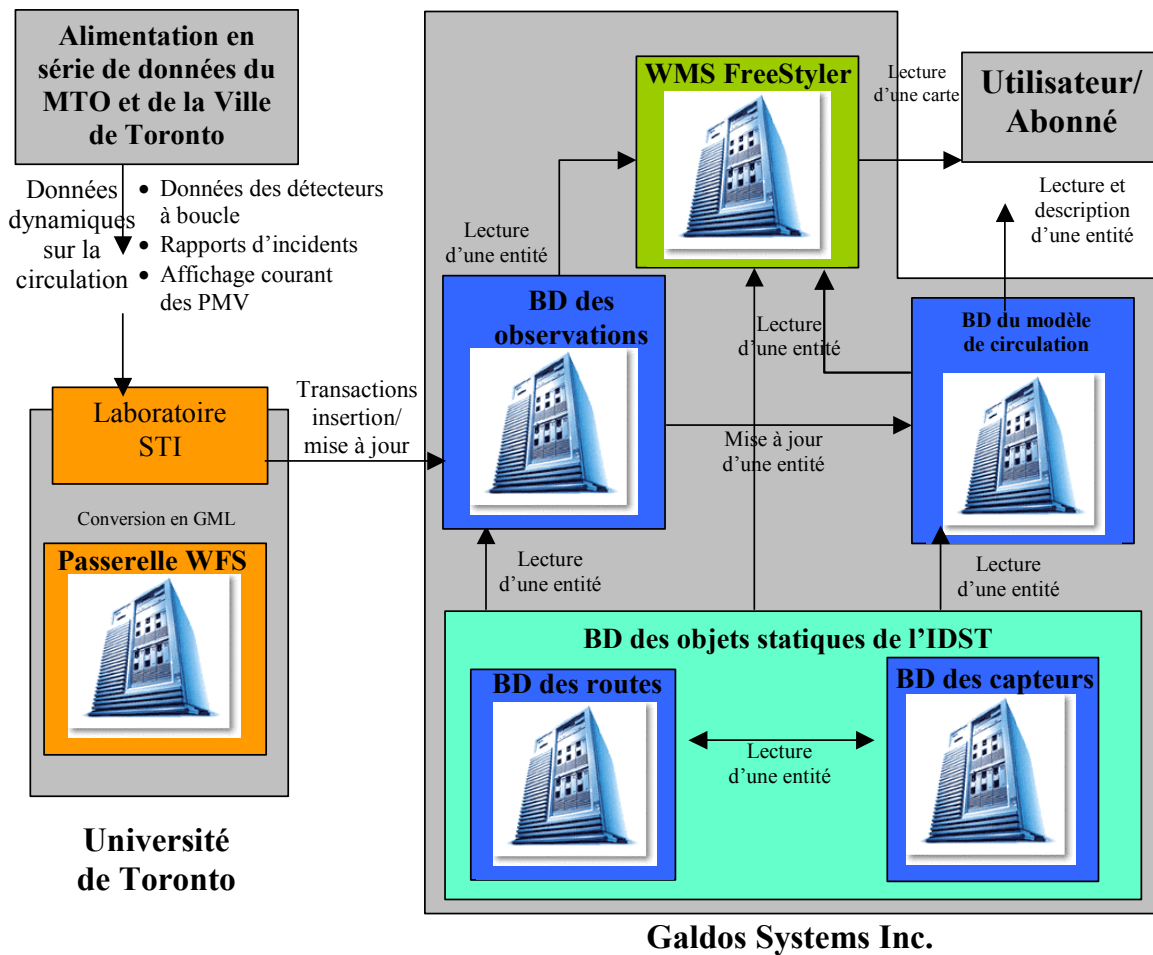 Alimentation en
série de données du
MTO et de la Ville
de Toronto
Données
dynamiques
sur la
circulation
• Données des détecteurs
à boucle
• Rapports d’incidents
• Affichage courant
des PMV
Laboratoire
STI
Conversion en GML
Passerelle WFS
Université
de Toronto
Transactions
insertion/
mise à jour
WMS FreeStyler
Lecture
d’une carte
Utilisateur/
Abonné
Lecture et
description
d’une entité
Lecture
d’une entité
BD des
observations
Lecture
d’une entité
BD du modèle
de circulation
Mise à jour
d’une entité
Lecture
d’une entité
Lecture
d’une entité
BD des objets statiques de l’IDST
BD des routes
BD des capteurs
Lecture
d’une entité
Galdos Systems Inc.